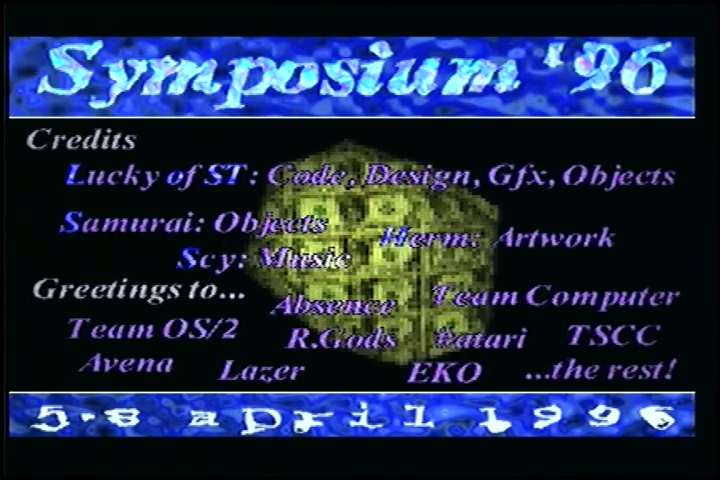 Symposium '96
Credits
Lucky of ST: Code, Design, Gfx, Objects
Samurai: Objects
Herm: Artwork
Scy: Music
Greetings to...
Absence
Team Computer
Team OS/2
R.Gods
TSCC
Avena
Lazer
EKO
...the rest!
5-8 april 1996